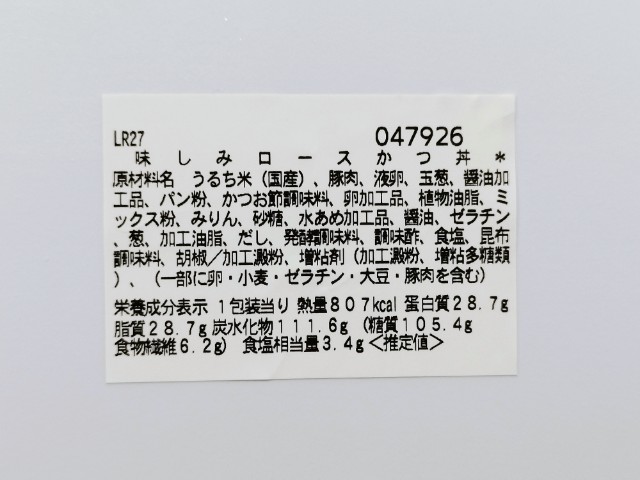 LR27 047926
味しみロースかつ丼*
原材料名 うるち米（国産）、豚肉、液卵、玉葱、醤油加
工品、パン粉、かつお節調味料、卵加工品、植物油脂、ミ
ックス粉、みりん、砂糖、水あめ加工品、醤油、ゼラチン
、葱、加工油脂、だし、発酵調味料、調味酢、食塩、昆布
調味料、胡椒／加工澱粉、増粘剤（加工澱粉、増粘多糖類
）、（一部に卵・小麦・ゼラチン・大豆・豚肉を含む）
栄養成分表示 1包装当り 熱量807kcal 蛋白質28.7g
脂質28.7g 炭水化物111.6g（糖質105.4g
食物繊維6.2g） 食塩相当量3.4g＜推定値＞